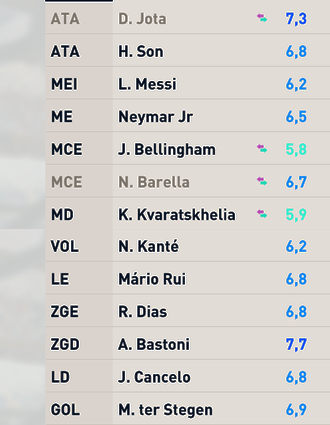 ATA D. Jota 7,3
ATA H. Son 6,8
MEI L. Messi 6,2
ME Neymar Jr 6,5
MCE J. Bellingham 5,8
MCE N. Barella 6,7
MD K. Kvaratskhelia 5,9
VOL N. Kanté 6,2
LE Mário Rui 6,8
ZGE R. Dias 6,8
ZGD A. Bastoni 7,7
LD J. Cancelo 6,8
GOL M. ter Stegen 6,9